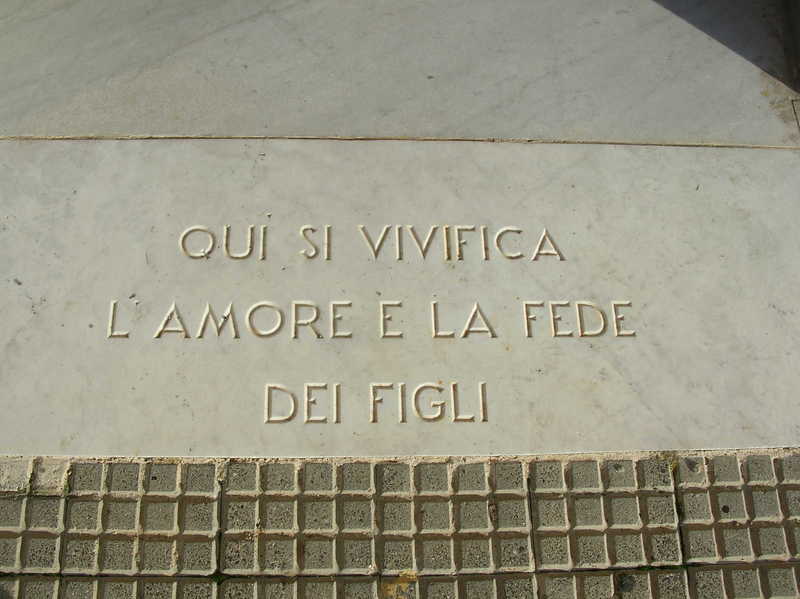 QUI SI VIVIFICA
L'AMORE E LA FEDE
DEI FIGLI